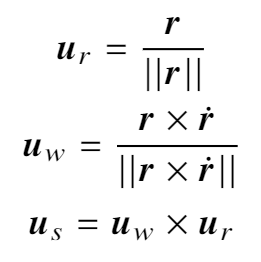 u_r = r / ||r||
u_w = r × ṙ / ||r × ṙ||
u_s = u_w × u_r